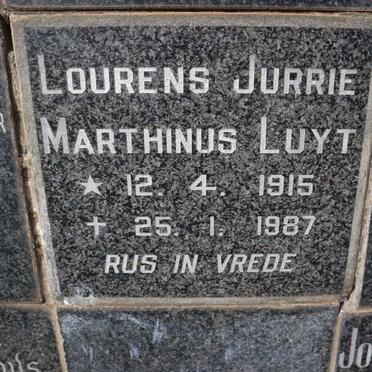 LOURENS JURRIE
MARTHINUS LUYT
★ 12. 4. 1915
✝ 25. 1. 1987
RUS IN VREDE